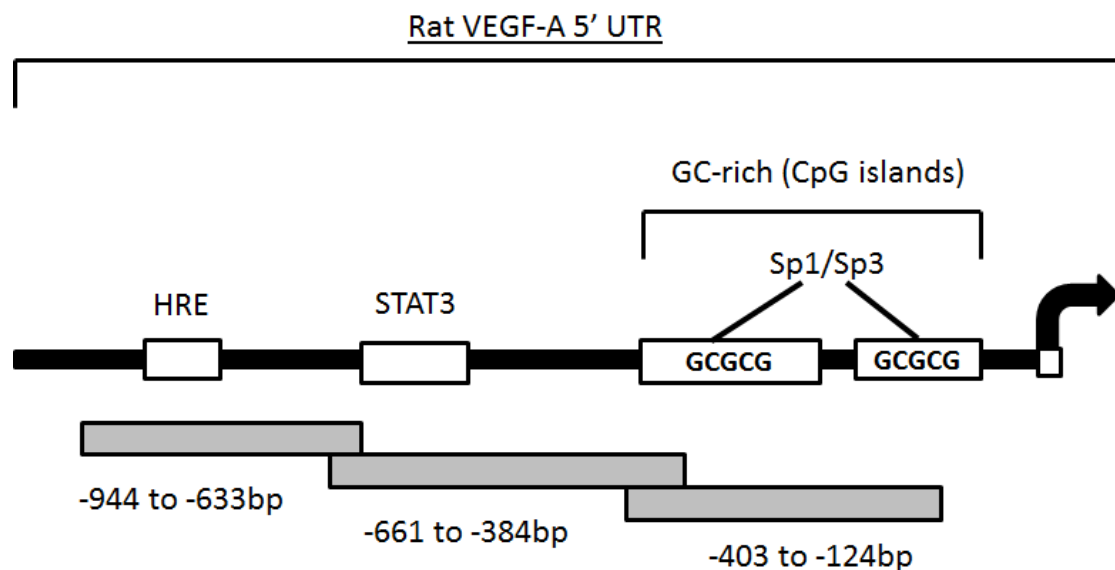 Rat VEGF-A 5’ UTR
GC-rich (CpG islands)
Sp1/Sp3
HRE
STAT3
GCGCG
GCGCG
-944 to -633bp
-661 to -384bp
-403 to -124bp